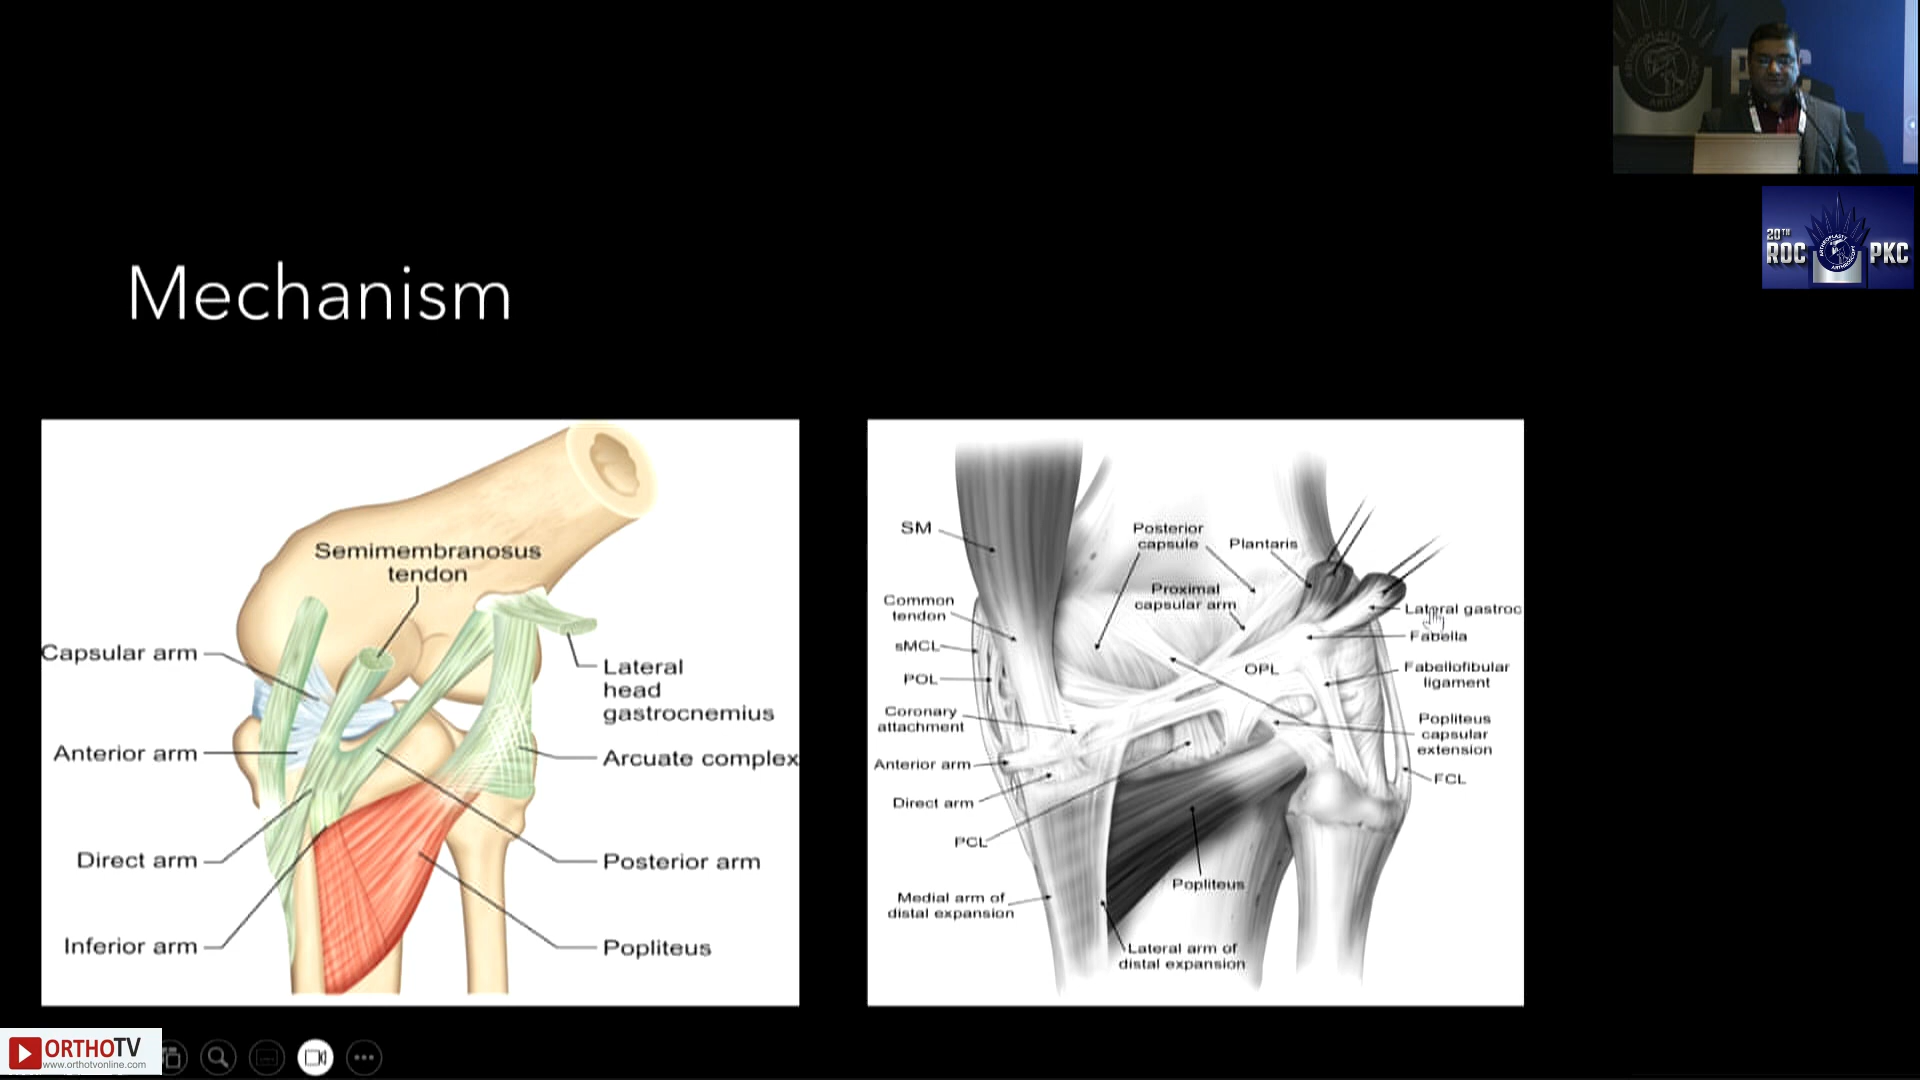 Mechanism
Semimembranosus
tendon
Capsular arm
Anterior arm
Direct arm
Inferior arm
Lateral
head
gastrocnemius
Arcuate complex
Posterior arm
Popliteus
SM
Common
tendon
sMCL
POL
Coronary
attachment
Anterior arm
Direct arm
PCL
Medial arm of
distal expansion
Posterior
capsule
Plantaris
Proximal
capsular arm
OPL
Lateral gastroc
Fabella
Fabellofibular
ligament
Popliteus
capsular
extension
FCL
Popliteus
Lateral arm of
distal expansion
20TH
ROC PKC
ARTHROPLASTY
ARTHROSCOPY
ORTHOTV
www.orthotvonline.com